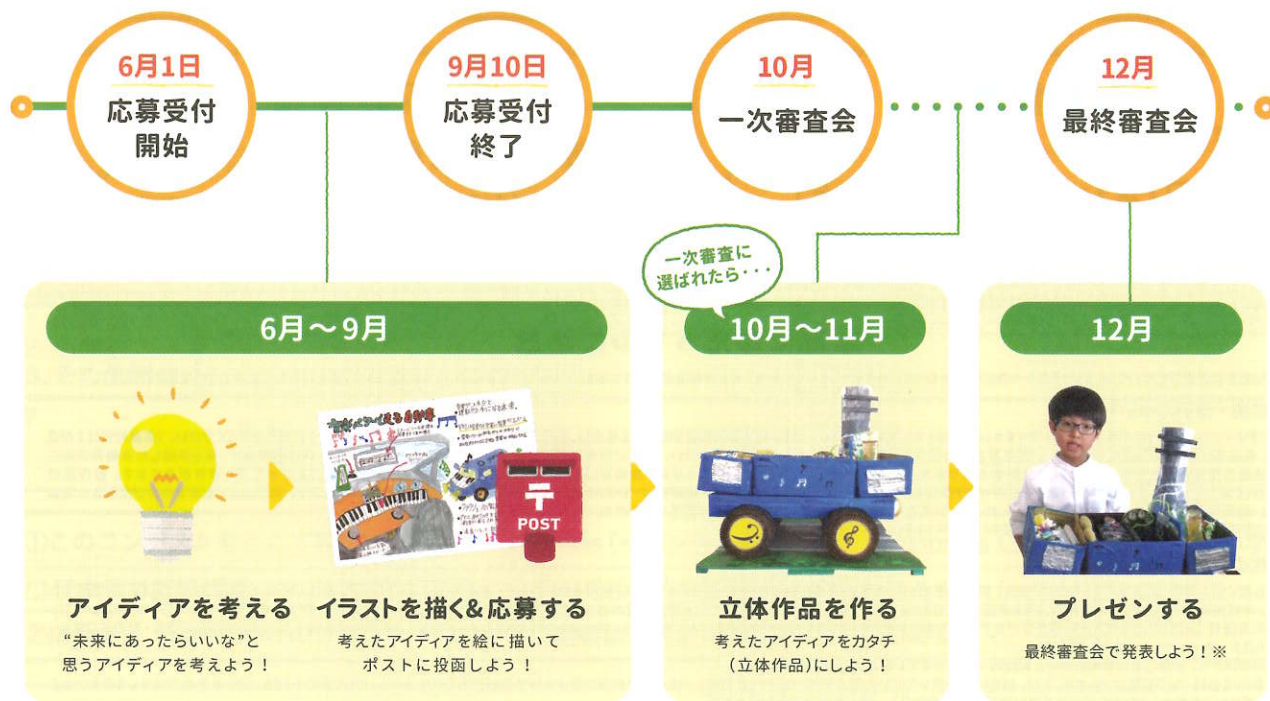 6月1日
応募受付
開始
9月10日
応募受付
終了
10月
一次審査会
12月
最終審査会
一次審査に
選ばれたら・・・
6月～9月
10月～11月
12月
〒
POST
アイディアを考える
“未来にあったらいいな”と
思うアイディアを考えよう！
イラストを描く&応募する
考えたアイディアを絵に描いて
ポストに投函しよう！
立体作品を作る
考えたアイディアをカタチ
（立体作品）にしよう！
プレゼンする
最終審査会で発表しよう！※